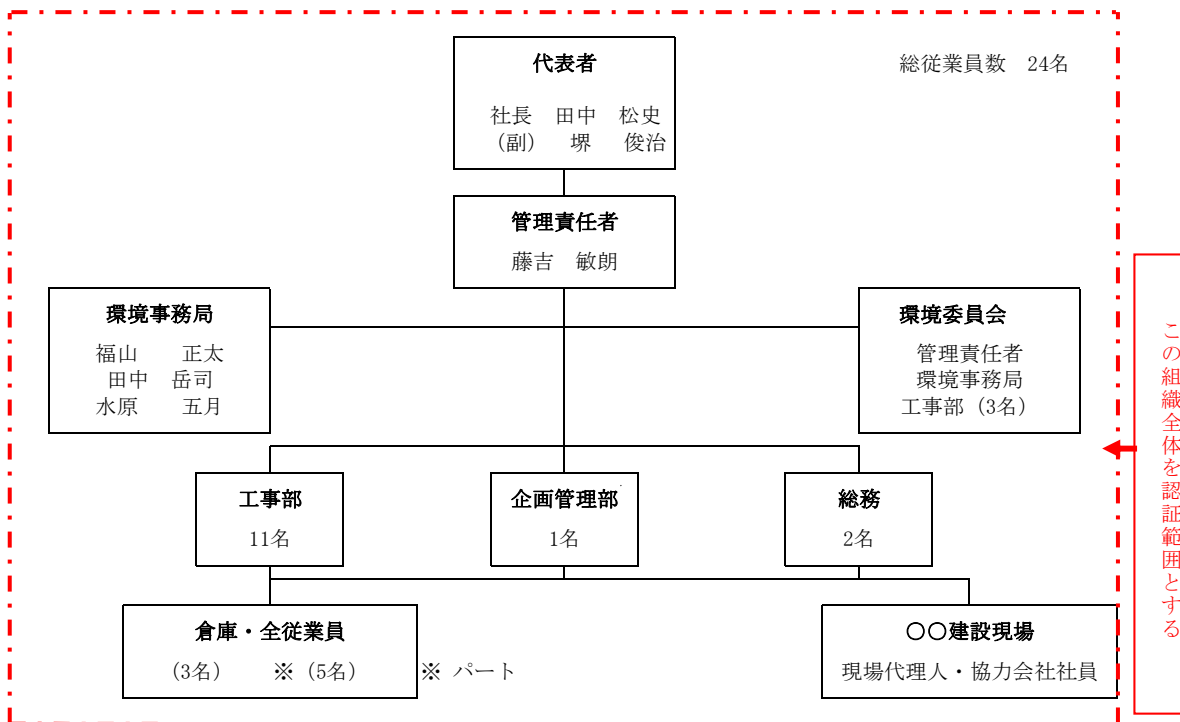 総従業員数　24名
代表者
社長　田中　松史
(副)　堺　俊治
管理責任者
藤吉　敏朗
環境事務局
福山　正太
田中　岳司
水原　五月
環境委員会
管理責任者
環境事務局
工事部 (3名)
工事部
11名
企画管理部
1名
総務
2名
倉庫・全従業員
(3名)　※ (5名)
※ パート
〇〇建設現場
現場代理人・協力会社社員
この組織全体を認証範囲とする